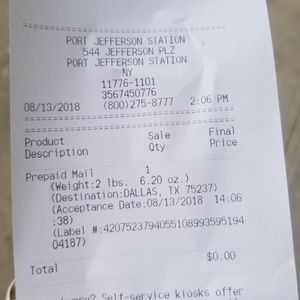 PORT JEFFERSON STATION
544 JEFFERSON PLZ
PORT JEFFERSON STATION
NY
11776-1101
3567450776
08/13/2018 (800)275-8777 2:06 PM
Product Sale Final
Description Qty Price
Prepaid Mail 1
(Weight:2 lbs. 6.20 oz.)
(Destination:DALLAS, TX 75237)
(Acceptance Date:08/13/2018 14:06
:38)
(Label #:4207523794055108993595194
04187)
Total $0.00
Self-service kiosks offer